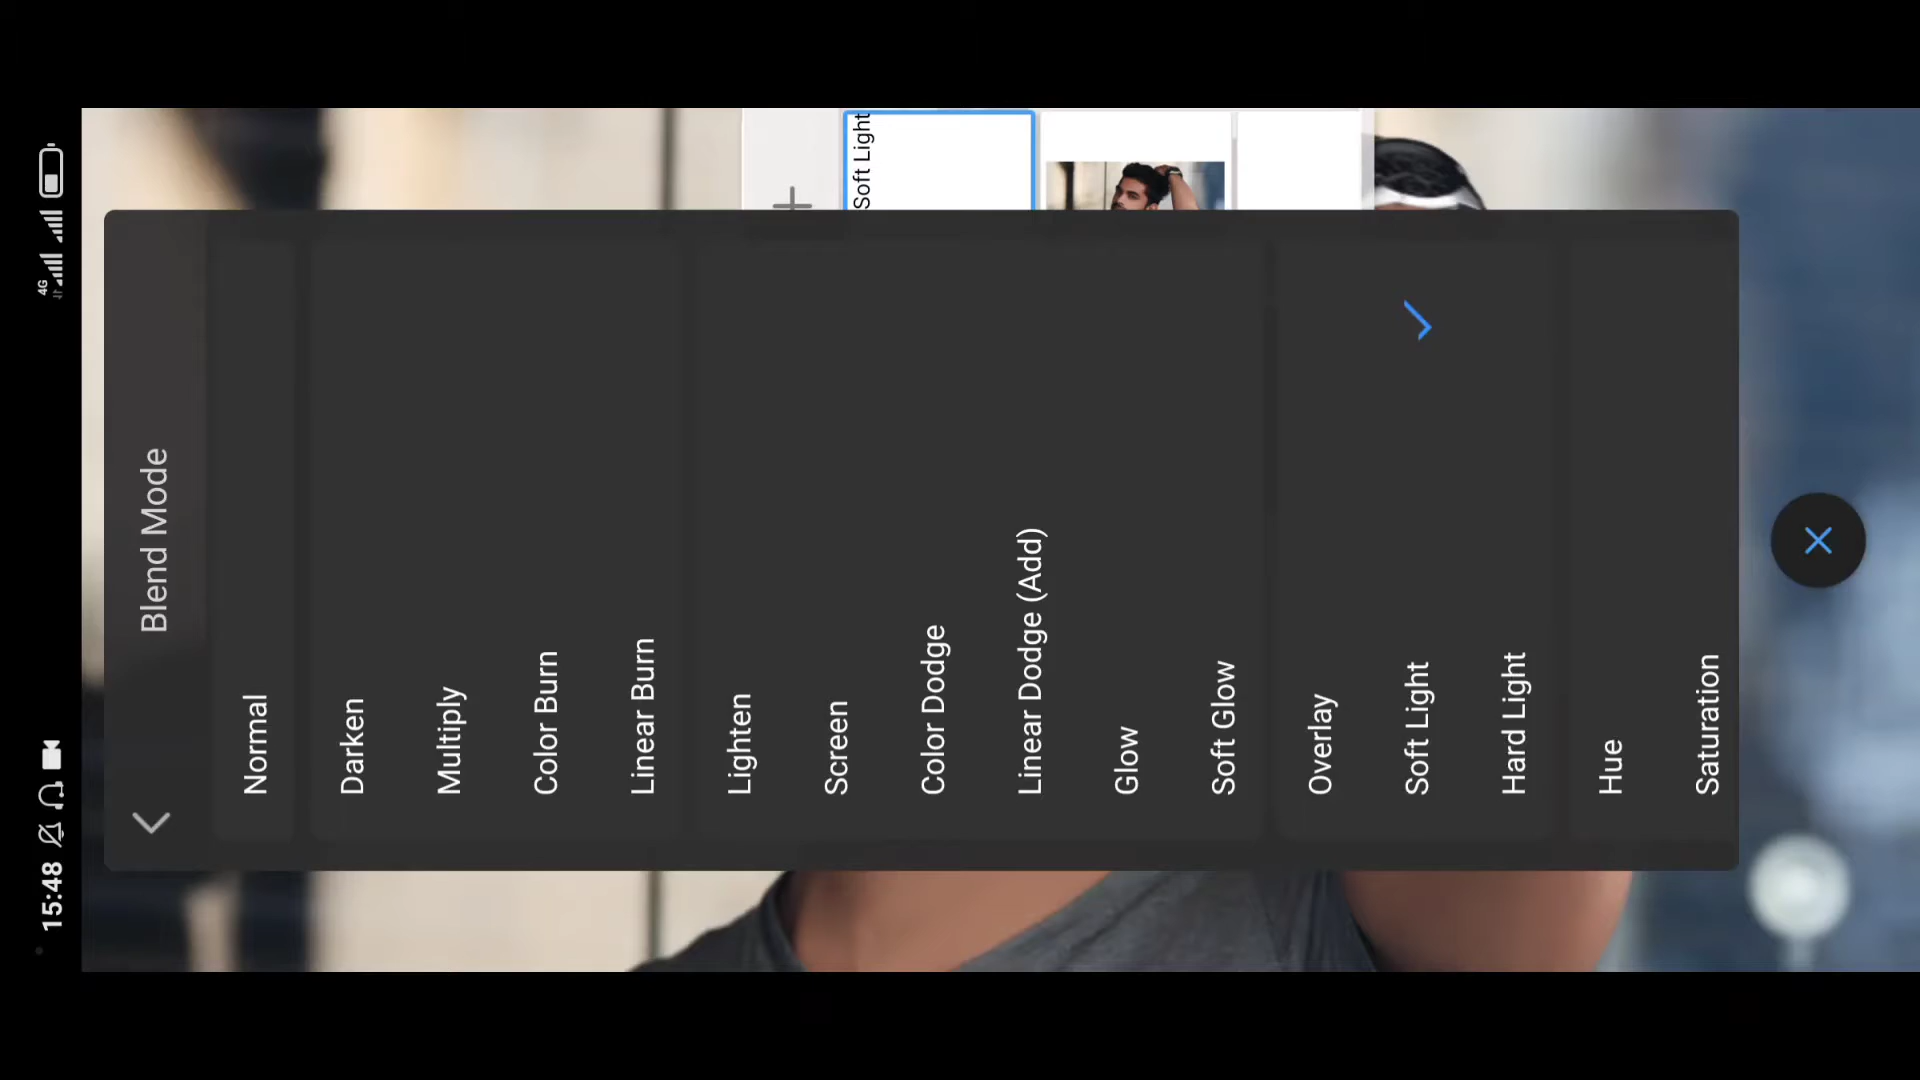 15:48
4G
Soft Light
Blend Mode
Normal
Darken
Multiply
Color Burn
Linear Burn
Lighten
Screen
Color Dodge
Linear Dodge (Add)
Glow
Soft Glow
Overlay
Soft Light
Hard Light
Hue
Saturation